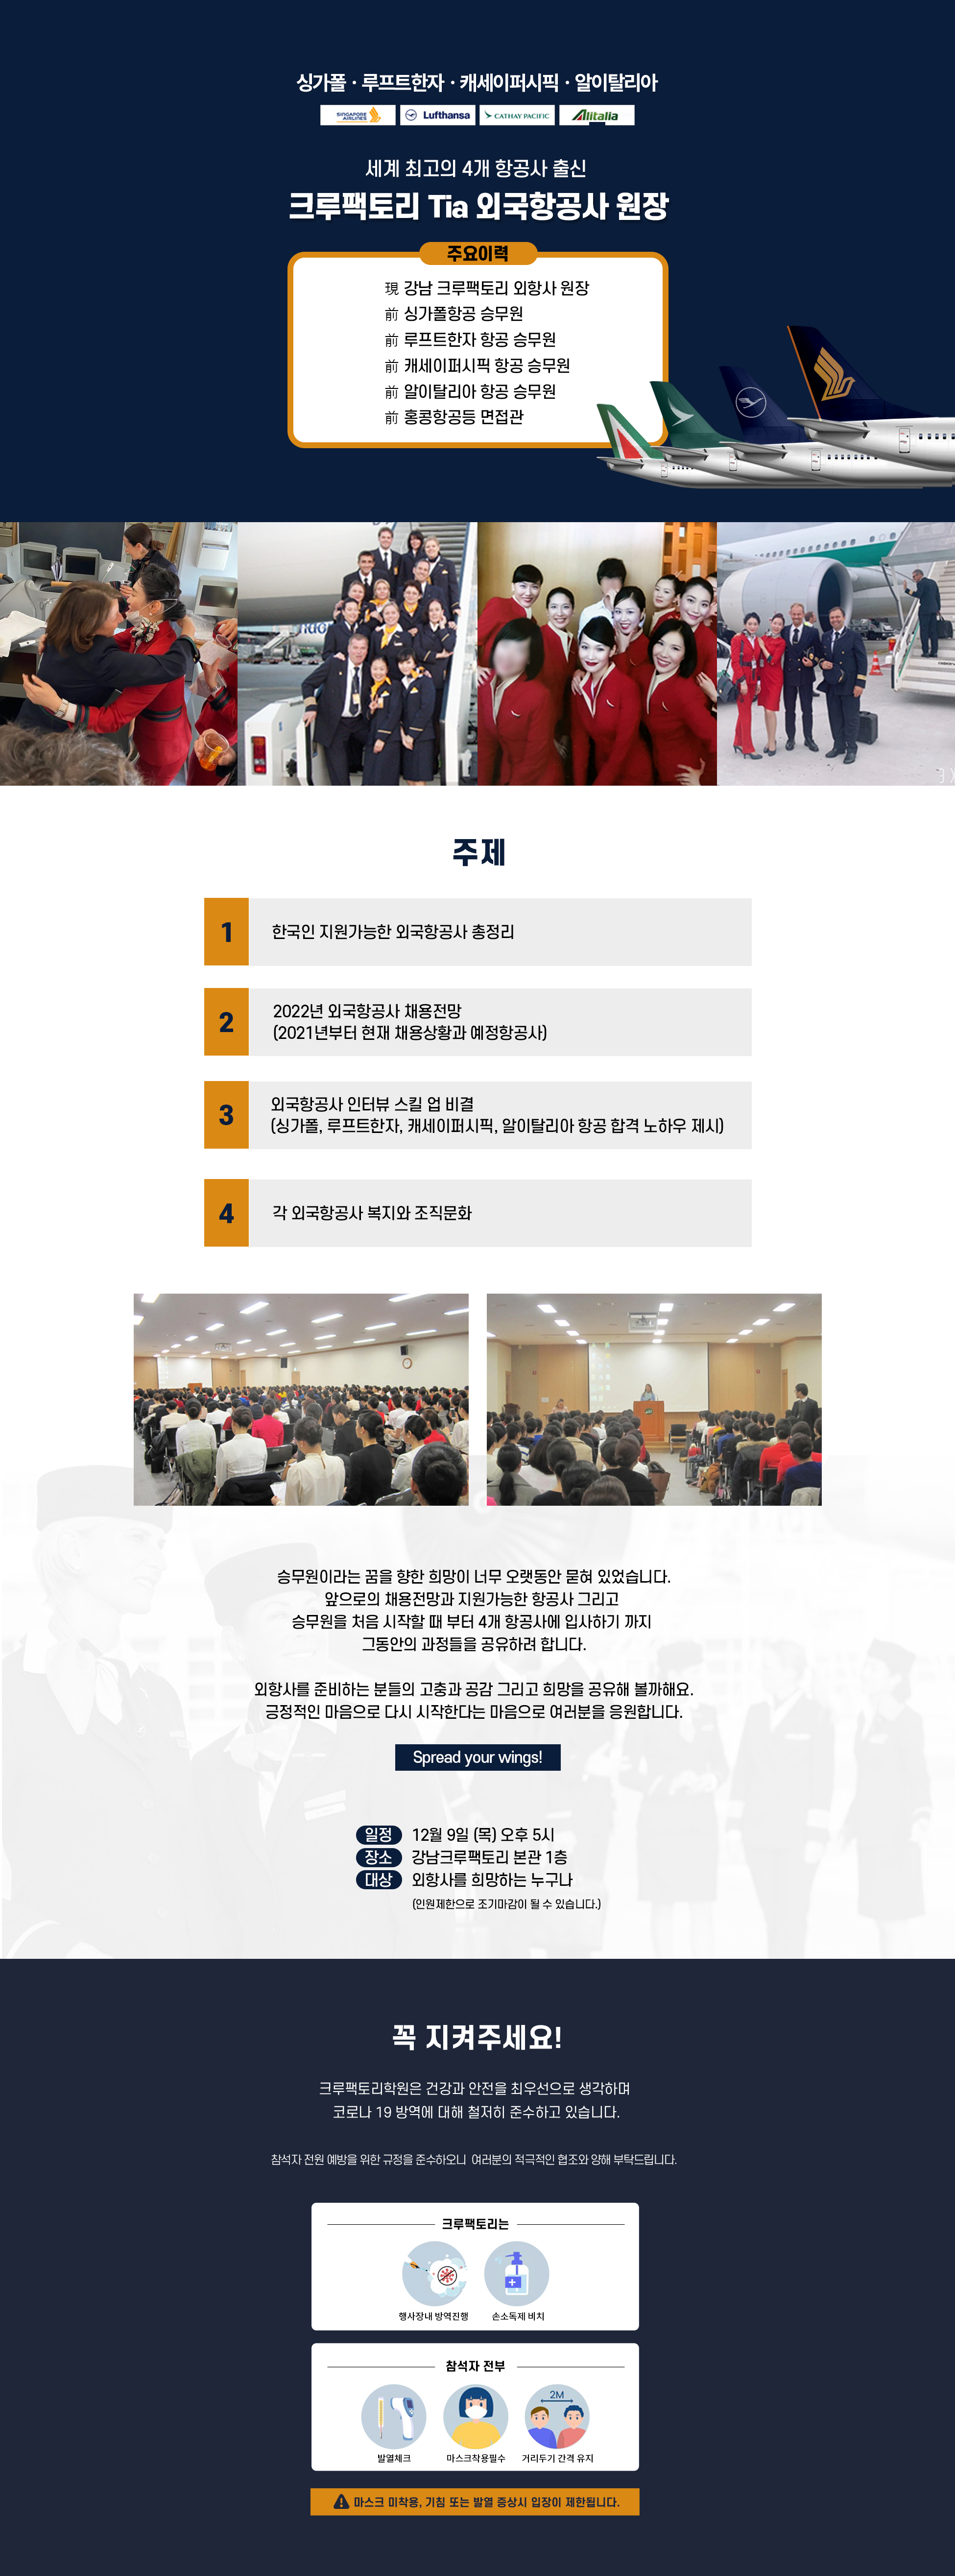 싱가폴 · 루프트한자 · 캐세이퍼시픽 · 알이탈리아
SINGAPORE AIRLINES
Lufthansa
CATHAY PACIFIC
Alitalia
세계 최고의 4개 항공사 출신
크루팩토리 Tia 외국항공사 원장
주요이력
現 강남 크루팩토리 외항사 원장
前 싱가폴항공 승무원
前 루프트한자 항공 승무원
前 캐세이퍼시픽 항공 승무원
前 알이탈리아 항공 승무원
前 홍콩항공등 면접관
주제
1
한국인 지원가능한 외국항공사 총정리
2
2022년 외국항공사 채용전망
(2021년부터 현재 채용상황과 예정항공사)
3
외국항공사 인터뷰 스킬 업 비결
(싱가폴, 루프트한자, 캐세이퍼시픽, 알이탈리아 항공 합격 노하우 제시)
4
각 외국항공사 복지와 조직문화
승무원이라는 꿈을 향한 희망이 너무 오랫동안 묻혀 있었습니다.
앞으로의 채용전망과 지원가능한 항공사 그리고
승무원을 처음 시작할 때 부터 4개 항공사에 입사하기 까지
그동안의 과정들을 공유하려 합니다.
외항사를 준비하는 분들의 고충과 공감 그리고 희망을 공유해 볼까해요.
긍정적인 마음으로 다시 시작한다는 마음으로 여러분을 응원합니다.
Spread your wings!
일정 12월 9일 (목) 오후 5시
장소 강남크루팩토리 본관 1층
대상 외항사를 희망하는 누구나
(인원제한으로 조기마감이 될 수 있습니다.)
꼭 지켜주세요!
크루팩토리학원은 건강과 안전을 최우선으로 생각하며
코로나 19 방역에 대해 철저히 준수하고 있습니다.
참석자 전원 예방을 위한 규정을 준수하오니 여러분의 적극적인 협조와 양해 부탁드립니다.
크루팩토리는
행사장내 방역진행
손소독제 비치
참석자 전부
2M
발열체크
마스크착용필수
거리두기 간격 유지
마스크 미착용, 기침 또는 발열 증상시 입장이 제한됩니다.